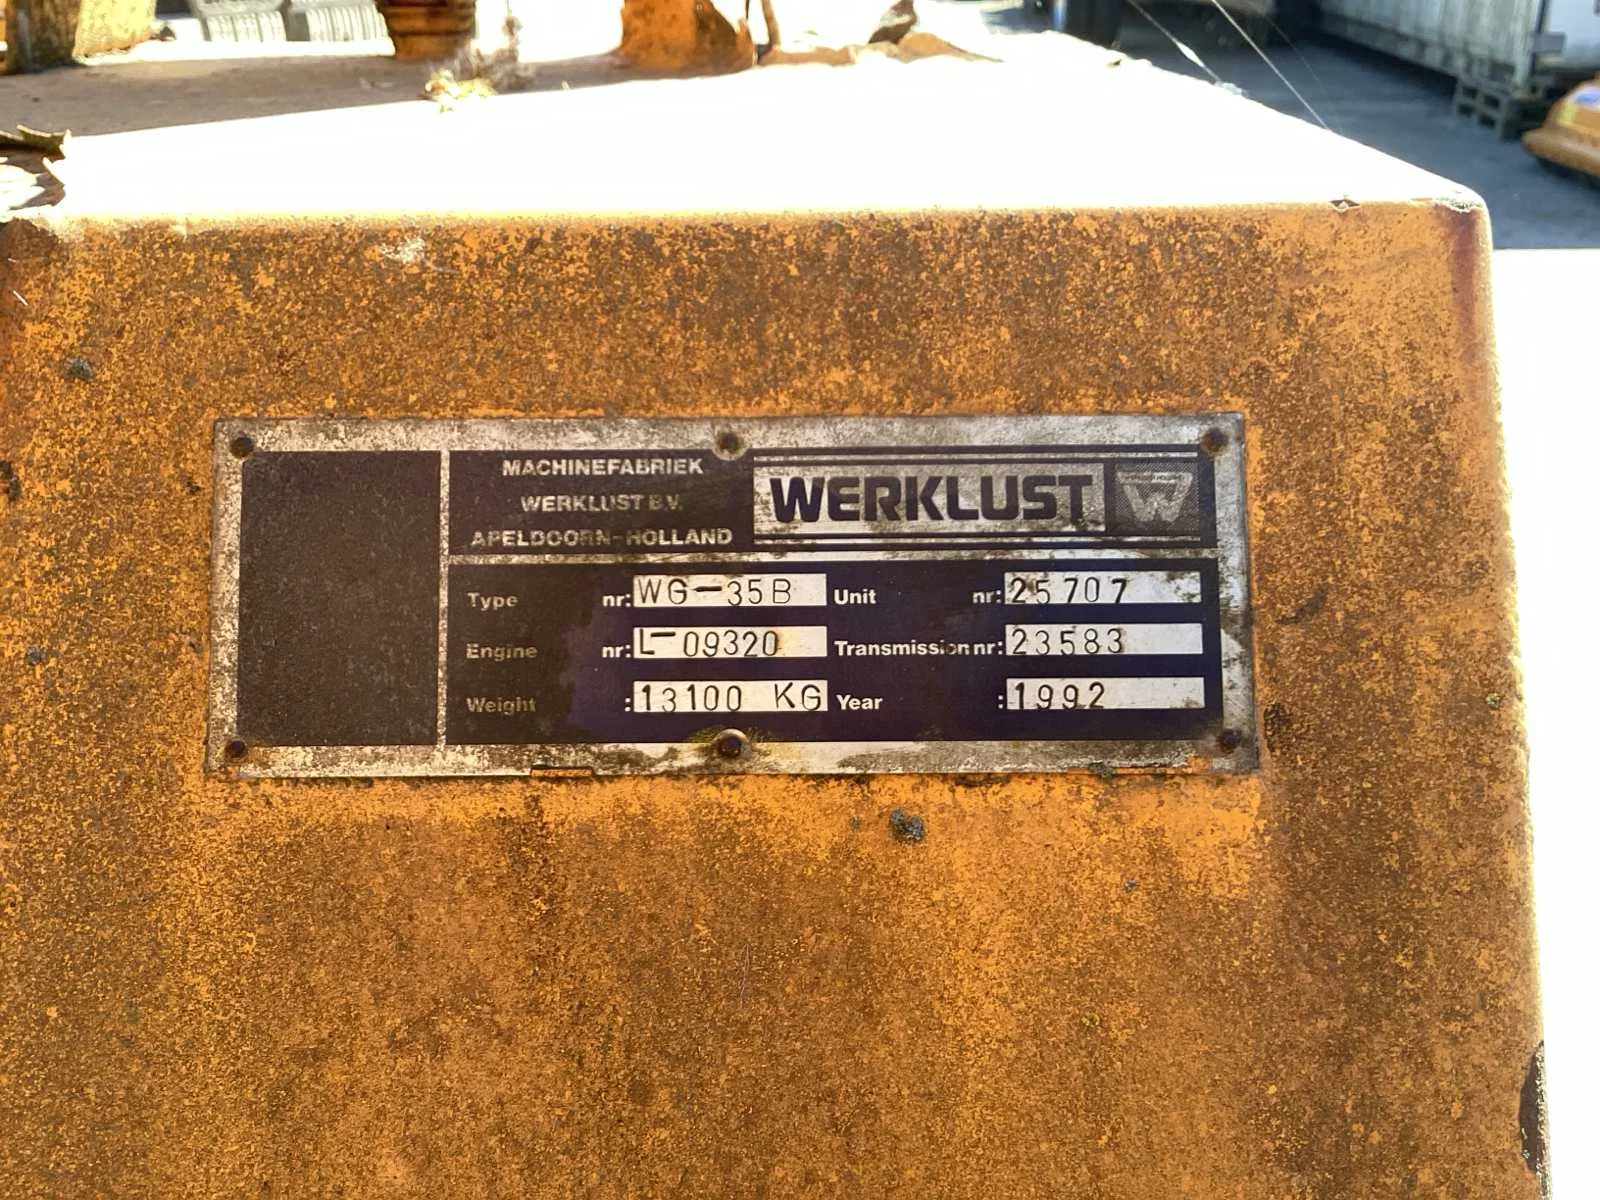 MACHINEFABRIEK
WERKLUST B.V.
APELDOORN-HOLLAND
WERKLUST
Type nr: WG-35B Unit nr: 25707
Engine nr: L-09320 Transmission nr: 23583
Weight : 13100 KG Year : 1992